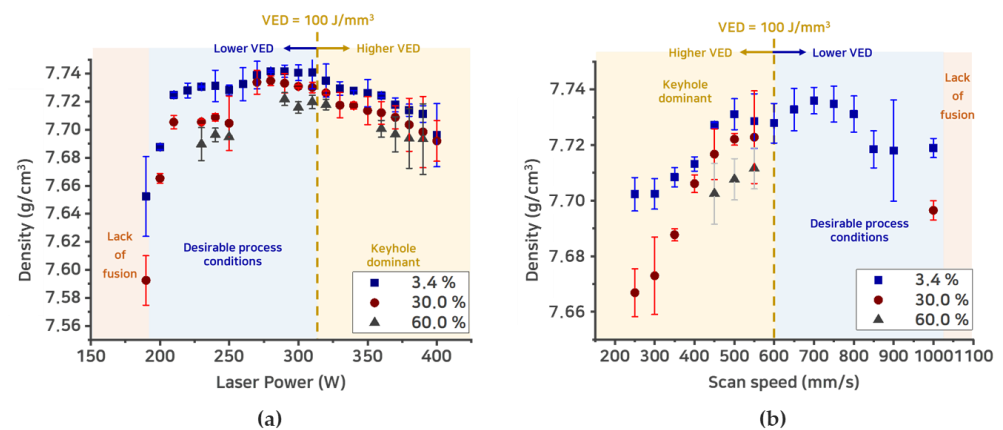 VED = 100 J/mm³
Lower VED
Higher VED
7.74
7.72
7.70
7.68
7.66
7.64
7.62
7.60
7.58
7.56
Density (g/cm³)
Lack
of
fusion
Desirable process
conditions
Keyhole
dominant
3.4 %
30.0 %
60.0 %
150
200
250
300
350
400
Laser Power (W)
(a)
VED = 100 J/mm³
Higher VED
Lower VED
Keyhole
dominant
Lack
of
fusion
7.74
7.72
7.70
7.68
7.66
Density (g/cm³)
Desirable process
conditions
3.4 %
30.0 %
60.0 %
200
300
400
500
600
700
800
900
1000
1100
Scan speed (mm/s)
(b)